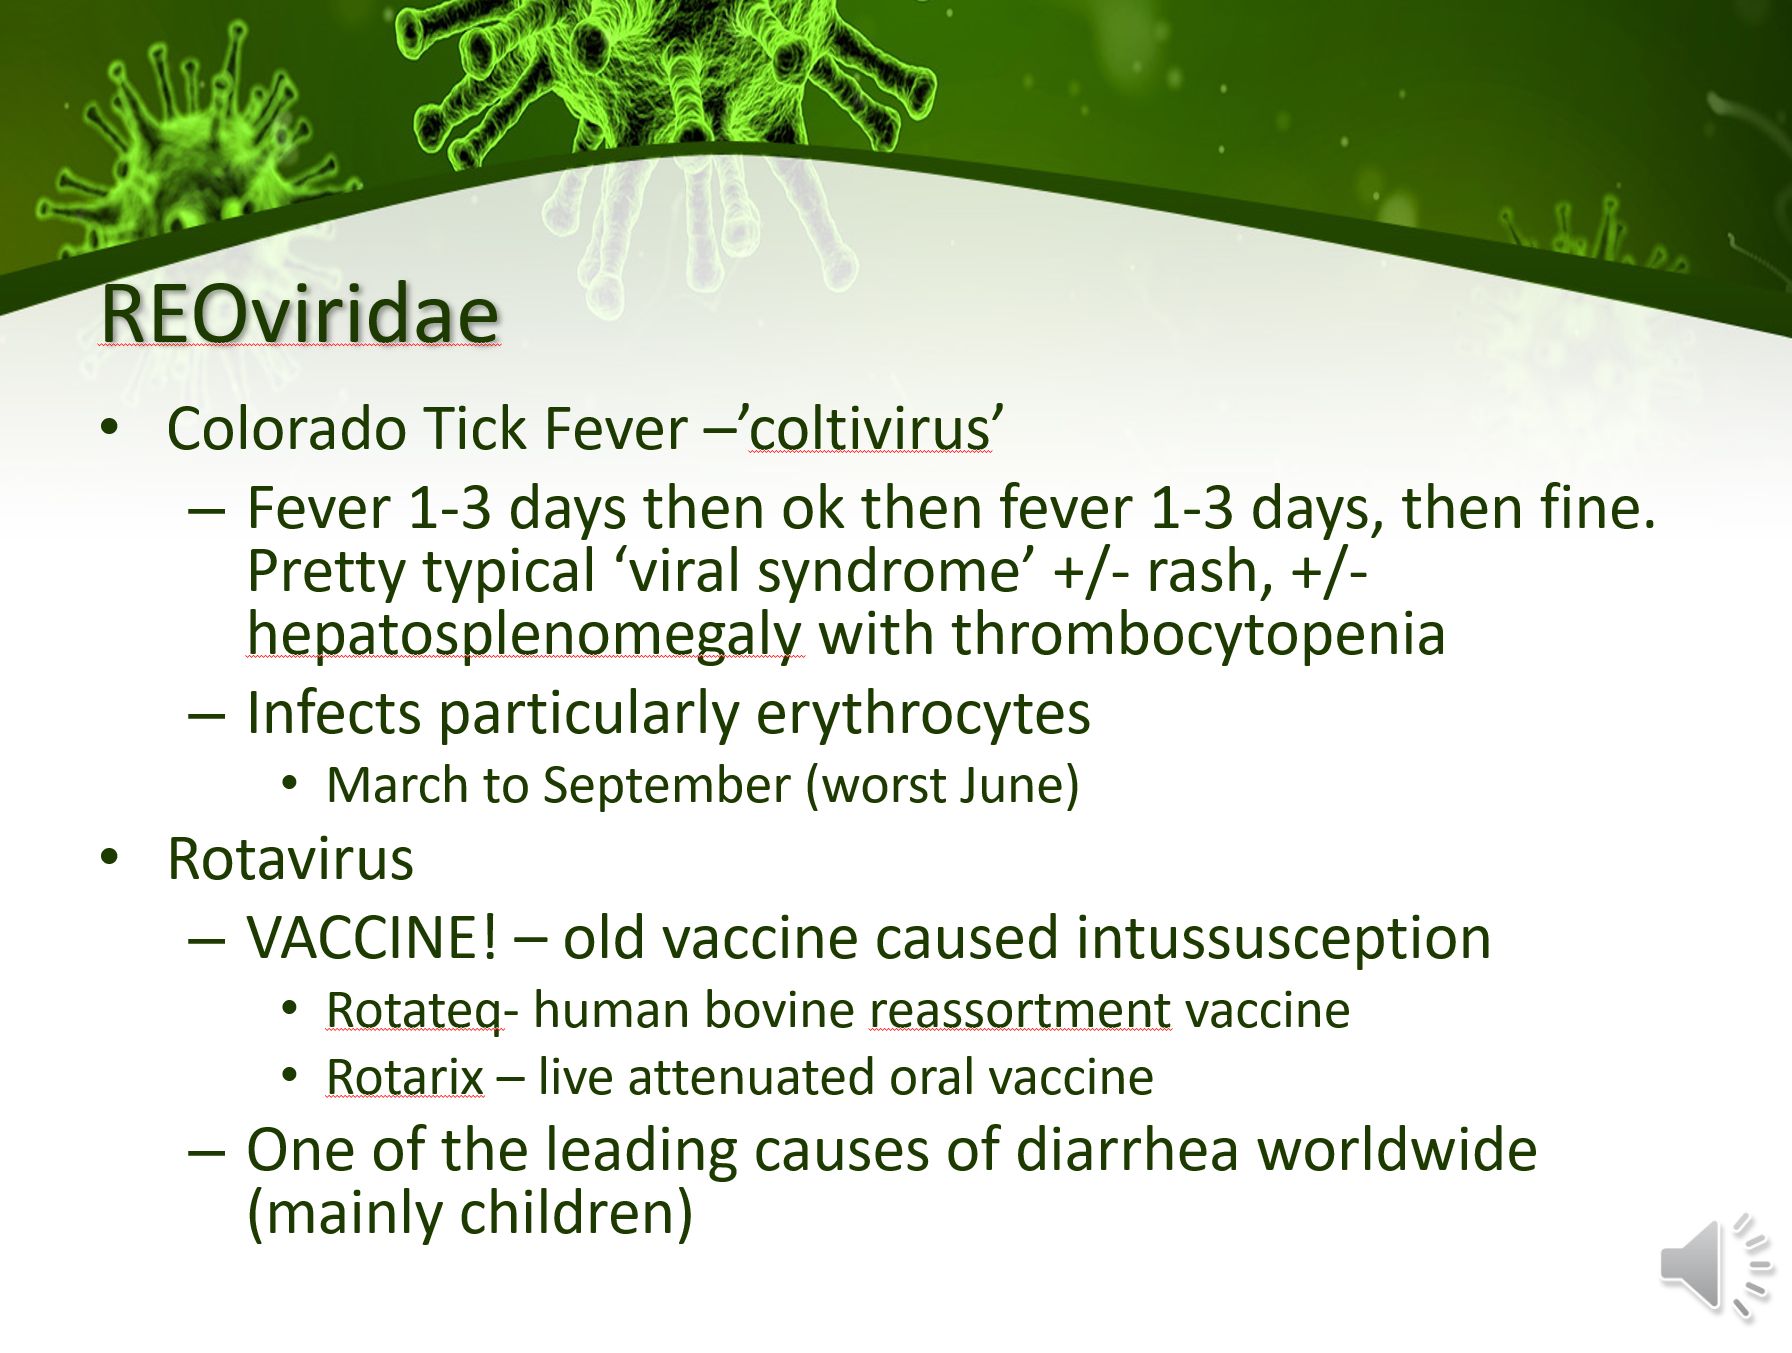 REOviridae
• Colorado Tick Fever –’coltivirus’
– Fever 1-3 days then ok then fever 1-3 days, then fine.
Pretty typical ‘viral syndrome’ +/- rash, +/-
hepatosplenomegaly with thrombocytopenia
– Infects particularly erythrocytes
• March to September (worst June)
• Rotavirus
– VACCINE! – old vaccine caused intussusception
• Rotateq- human bovine reassortment vaccine
• Rotarix – live attenuated oral vaccine
– One of the leading causes of diarrhea worldwide
(mainly children)